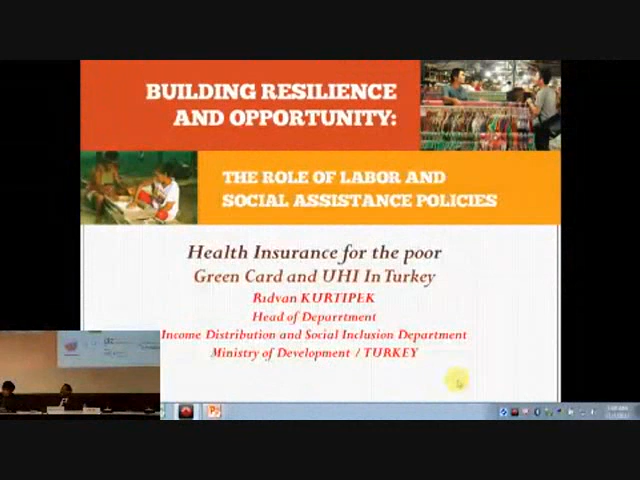 BUILDING RESILIENCE
AND OPPORTUNITY:
THE ROLE OF LABOR AND
SOCIAL ASSISTANCE POLICIES
Health Insurance for the poor
Green Card and UHI In Turkey
Rıdvan KURTIPEK
Head of Deparrtment
Income Distribution and Social Inclusion Department
Ministry of Development / TURKEY